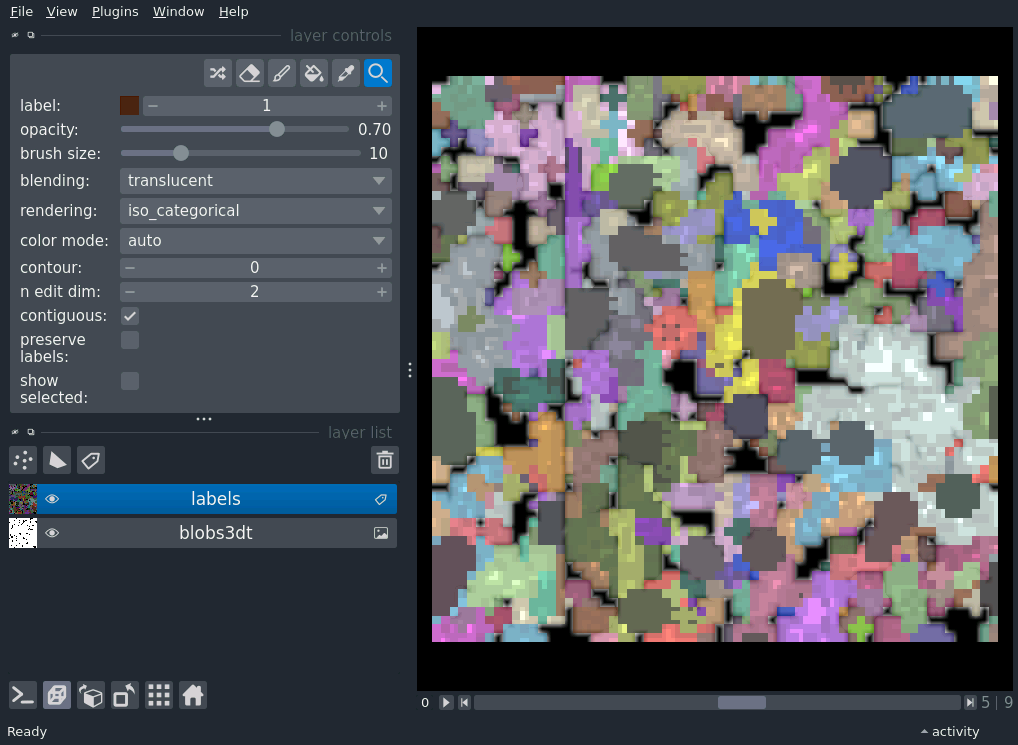 File View Plugins Window Help
layer controls
label: 1
opacity: 0.70
brush size: 10
blending: translucent
rendering: iso_categorical
color mode: auto
contour: 0
n edit dim: 2
contiguous:
preserve
labels:
show
selected:
layer list
labels
blobs3dt
0 5 | 9
Ready activity